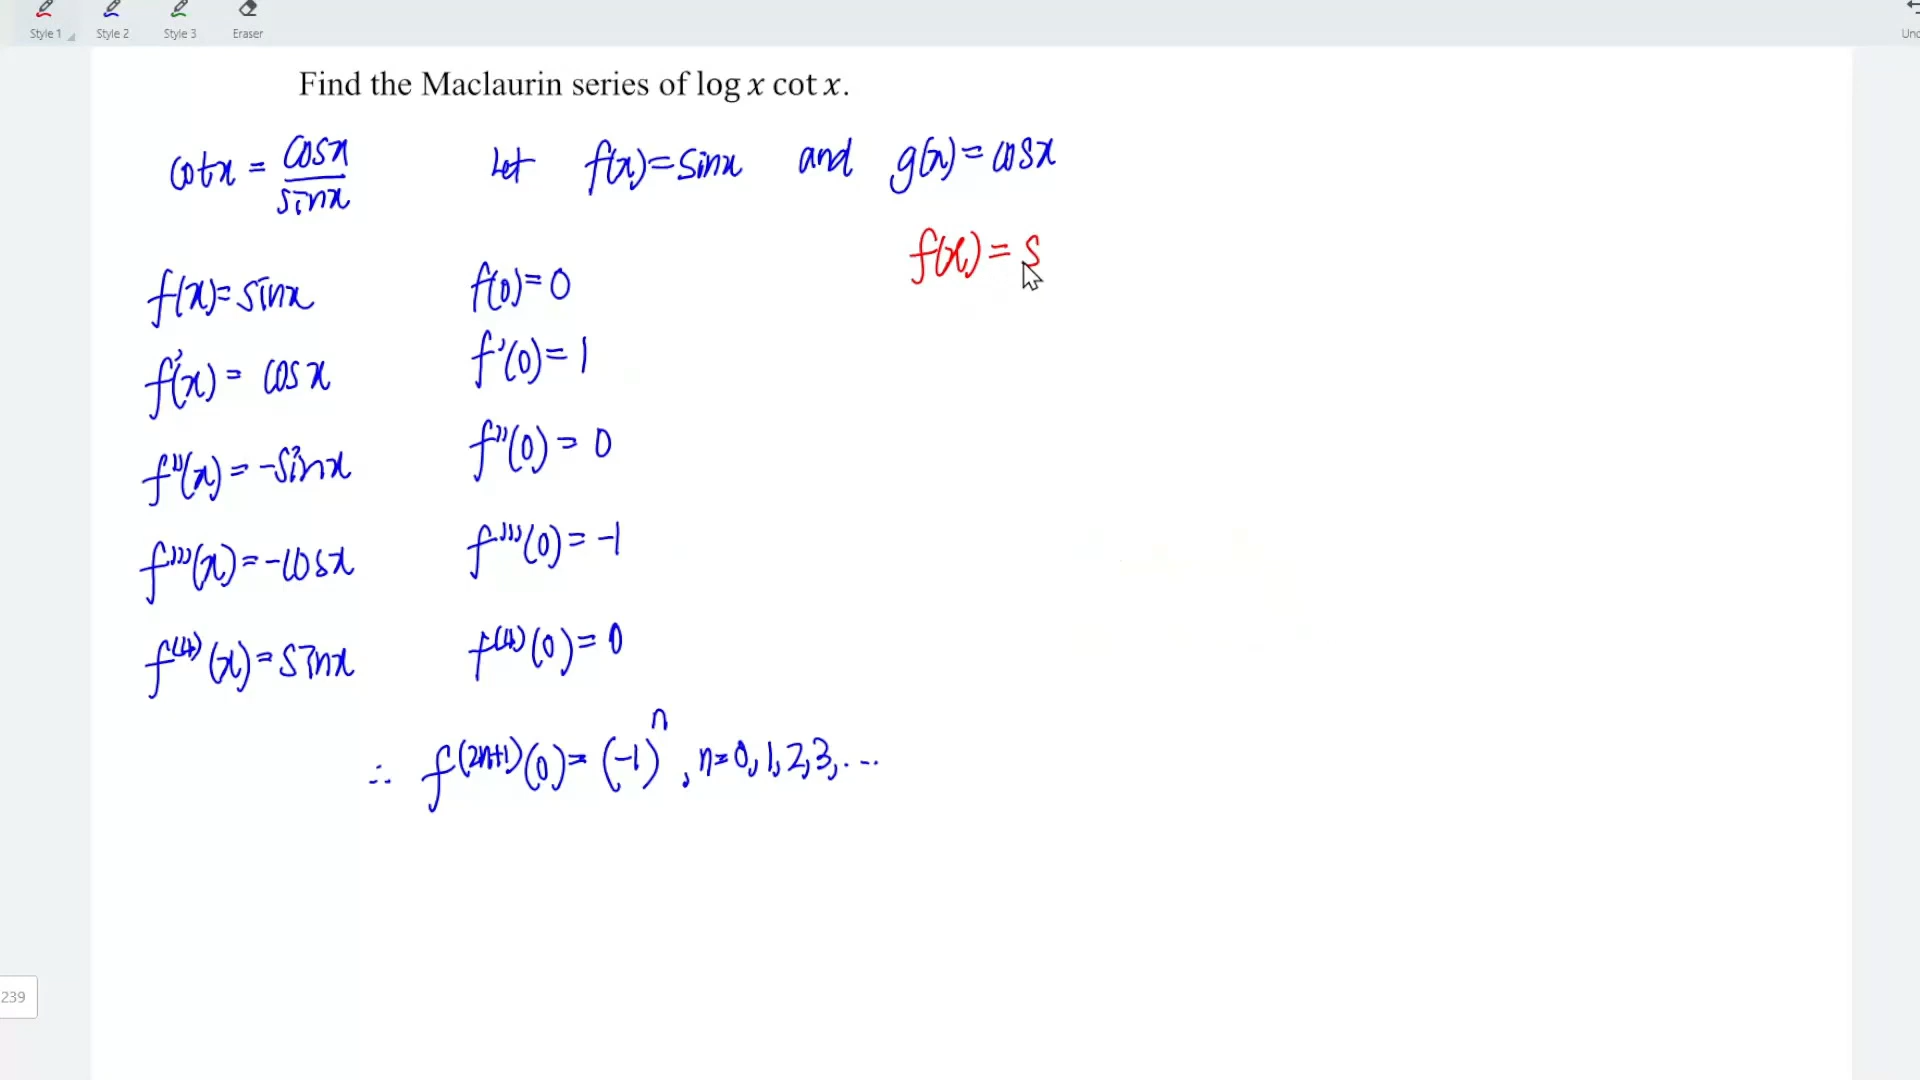 Style 1 Style 2 Style 3 Eraser
Find the Maclaurin series of log x cot x.
cot x = cos x / sin x Let f(x) = sin x and g(x) = cos x
f(x) = s
f(x) = sin x f(0) = 0
f'(x) = cos x f'(0) = 1
f''(x) = -sin x f''(0) = 0
f'''(x) = -cos x f'''(0) = -1
f^(4)(x) = sin x f^(4)(0) = 0
∴ f^(2n+1)(0) = (-1)^n, n = 0, 1, 2, 3, ...
239